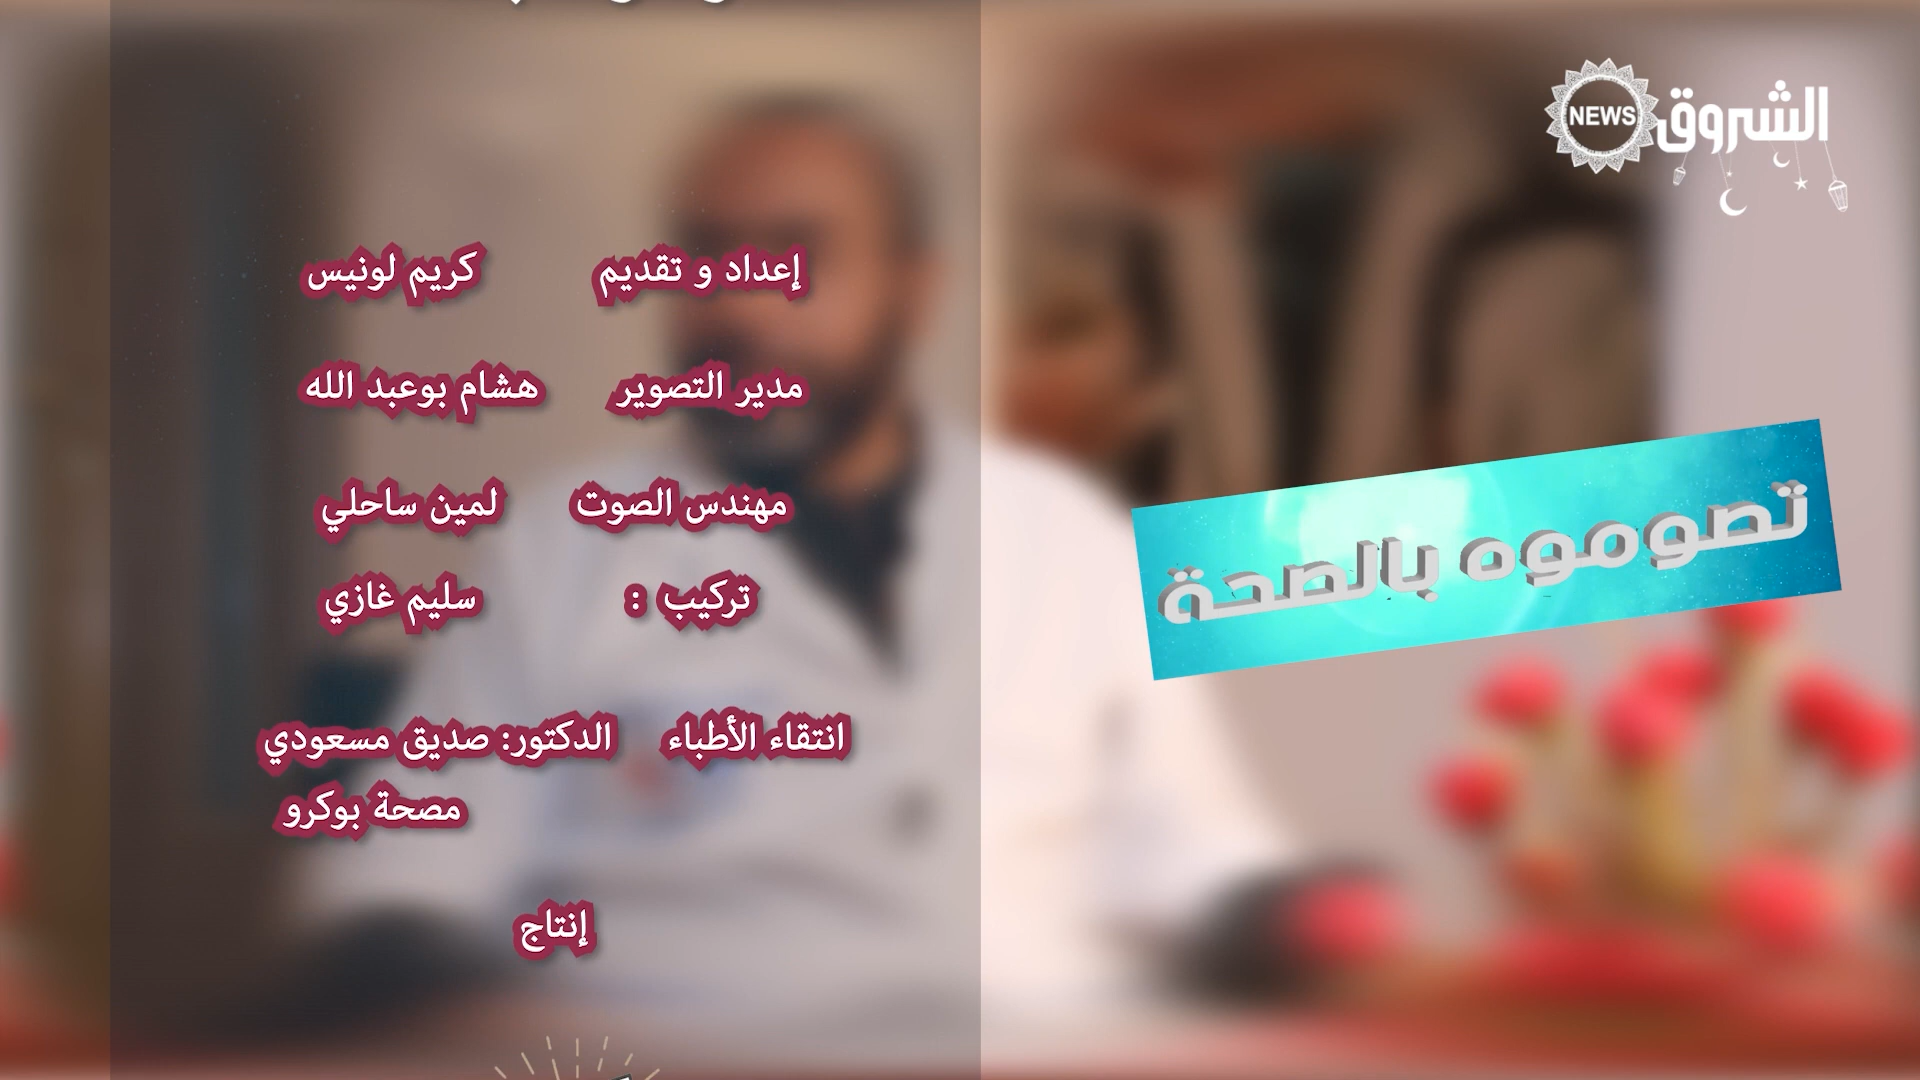 الشروق NEWS
إعداد و تقديم كريم لونيس
مدير التصوير هشام بوعبد الله
مهندس الصوت لمين ساحلي
تركيب : سليم غازي
انتقاء الأطباء الدكتور: صديق مسعودي
مصحة بوكرو
إنتاج
تصوموه بالصحة